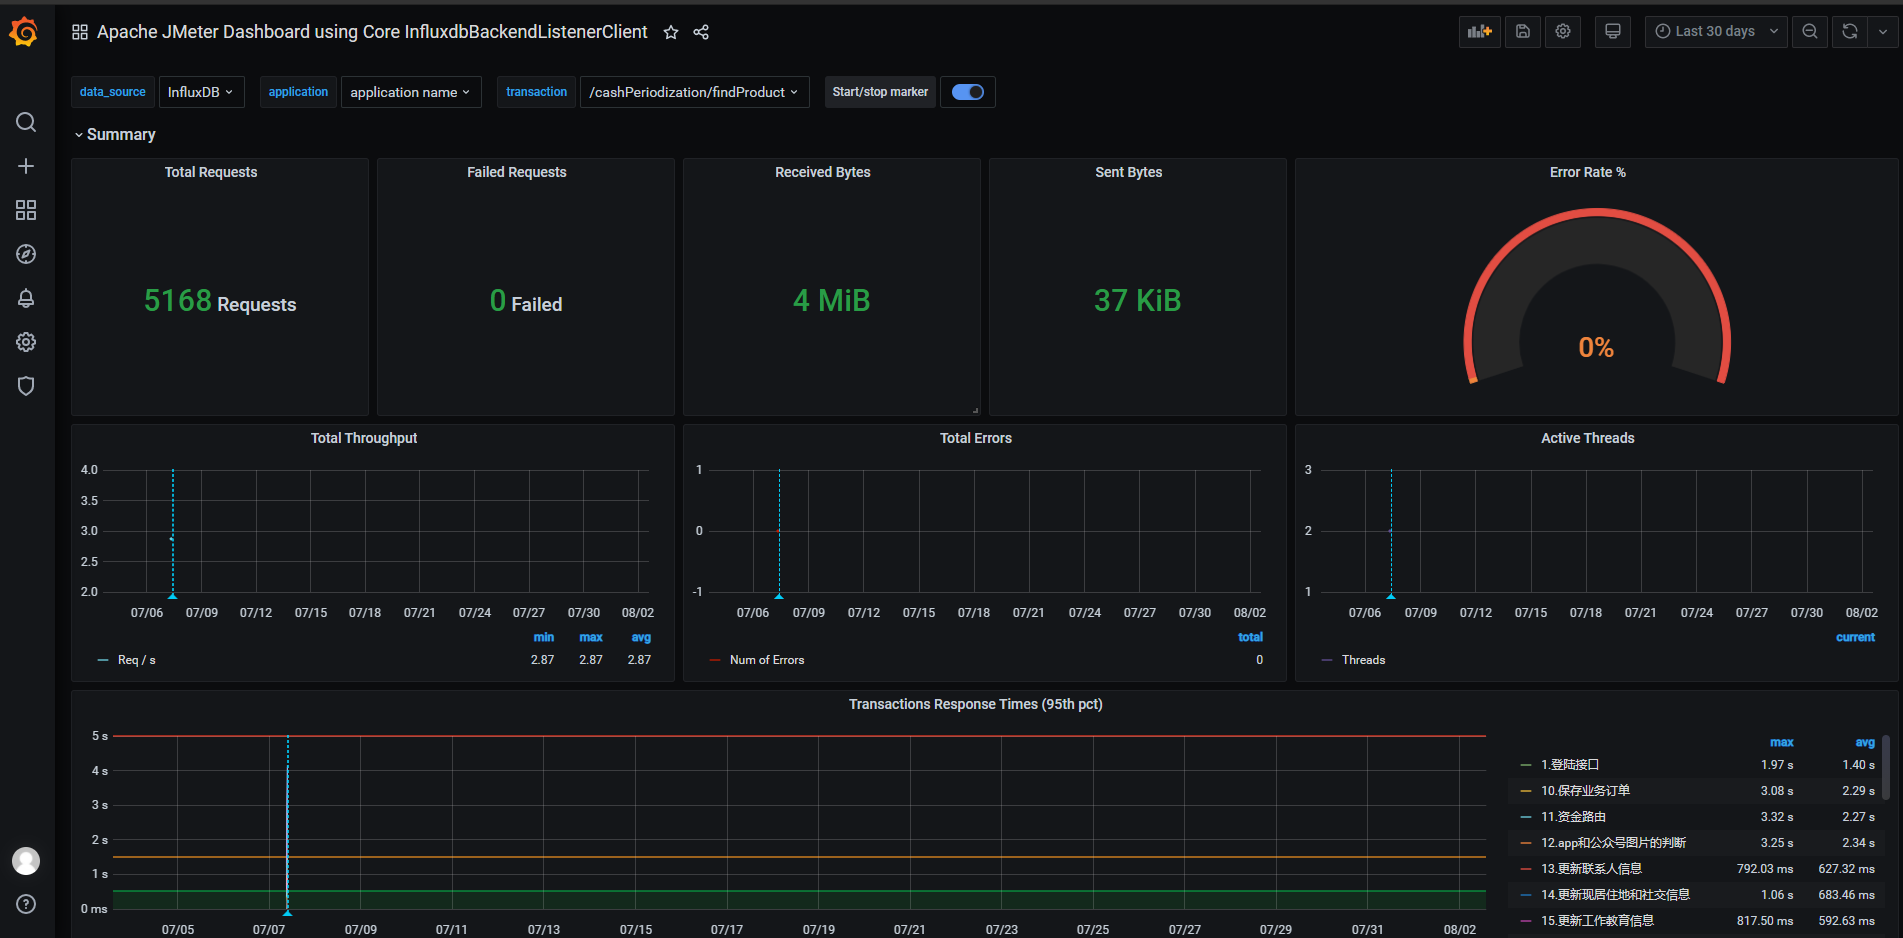 Apache JMeter Dashboard using Core InfluxdbBackendListenerClient
Last 30 days
data_source InfluxDB application application name transaction /cashPeriodization/findProduct Start/stop marker
Summary
Total Requests
5168 Requests
Failed Requests
0 Failed
Received Bytes
4 MiB
Sent Bytes
37 KiB
Error Rate %
0%
Total Throughput
4.0
3.5
3.0
2.5
2.0
07/06 07/09 07/12 07/15 07/18 07/21 07/24 07/27 07/30 08/02
min max avg
Req / s 2.87 2.87 2.87
Total Errors
1
0
-1
07/06 07/09 07/12 07/15 07/18 07/21 07/24 07/27 07/30 08/02
total
Num of Errors 0
Active Threads
3
2
1
07/06 07/09 07/12 07/15 07/18 07/21 07/24 07/27 07/30 08/02
current
Threads
Transactions Response Times (95th pct)
5 s
4 s
3 s
2 s
1 s
0 ms
07/05 07/07 07/09 07/11 07/13 07/15 07/17 07/19 07/21 07/23 07/25 07/27 07/29 07/31 08/02
max avg
1.登陆接口 1.97 s 1.40 s
10.保存业务订单 3.08 s 2.29 s
11.资金路由 3.32 s 2.27 s
12.app和公众号图片的判断 3.25 s 2.34 s
13.更新联系人信息 792.03 ms 627.32 ms
14.更新现居住地和社交信息 1.06 s 683.46 ms
15.更新工作教育信息 817.50 ms 592.63 ms